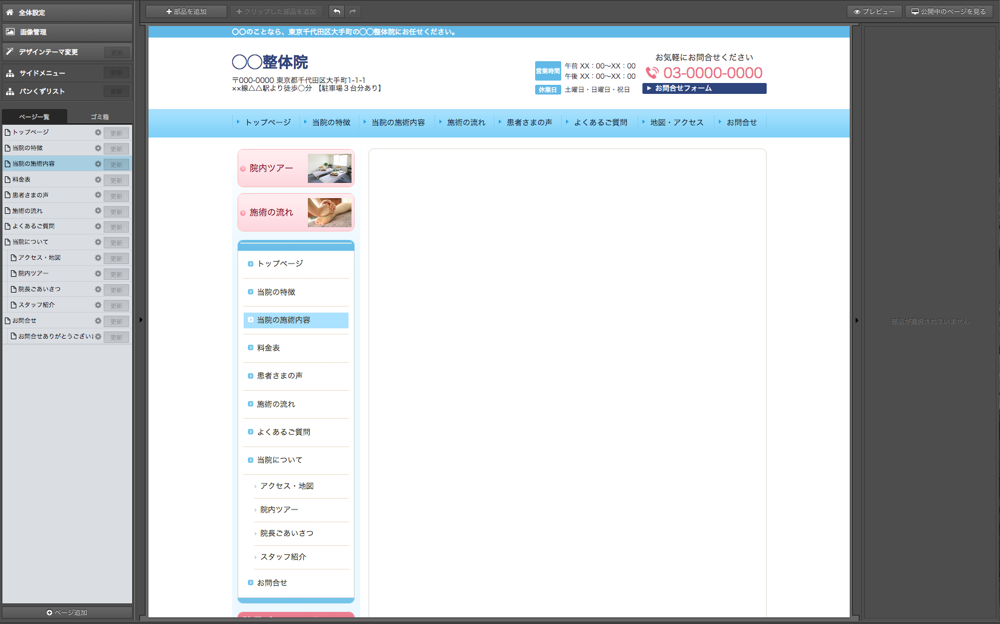 全体設定
画像管理
デザインテーマ変更 更新
サイドメニュー 更新
パンくずリスト 更新
ページ一覧 ゴミ箱
トップページ 更新
当院の特徴 更新
当院の施術内容 更新
料金表 更新
患者さまの声 更新
施術の流れ 更新
よくあるご質問 更新
当院について 更新
アクセス・地図 更新
院内ツアー 更新
院長ごあいさつ 更新
スタッフ紹介 更新
お問合せ 更新
お問合せありがとうござい 更新
ページ追加
部品を追加 クリップした部品を追加
プレビュー 公開中のページを見る
〇〇のことなら、東京千代田区大手町の〇〇整体院にお任せください。
〇〇整体院
〒000-0000 東京都千代田区大手町1-1-1
××線△△駅より徒歩〇分 【駐車場３台分あり】
営業時間 午前 XX：00〜XX：00
午後 XX：00〜XX：00
休業日 土曜日・日曜日・祝日
お気軽にお問合せください
03-0000-0000
お問合せフォーム
トップページ 当院の特徴 当院の施術内容 施術の流れ 患者さまの声 よくあるご質問 地図・アクセス お問合せ
院内ツアー
施術の流れ
トップページ
当院の特徴
当院の施術内容
料金表
患者さまの声
施術の流れ
よくあるご質問
当院について
アクセス・地図
院内ツアー
院長ごあいさつ
スタッフ紹介
お問合せ
部品が選択されていません